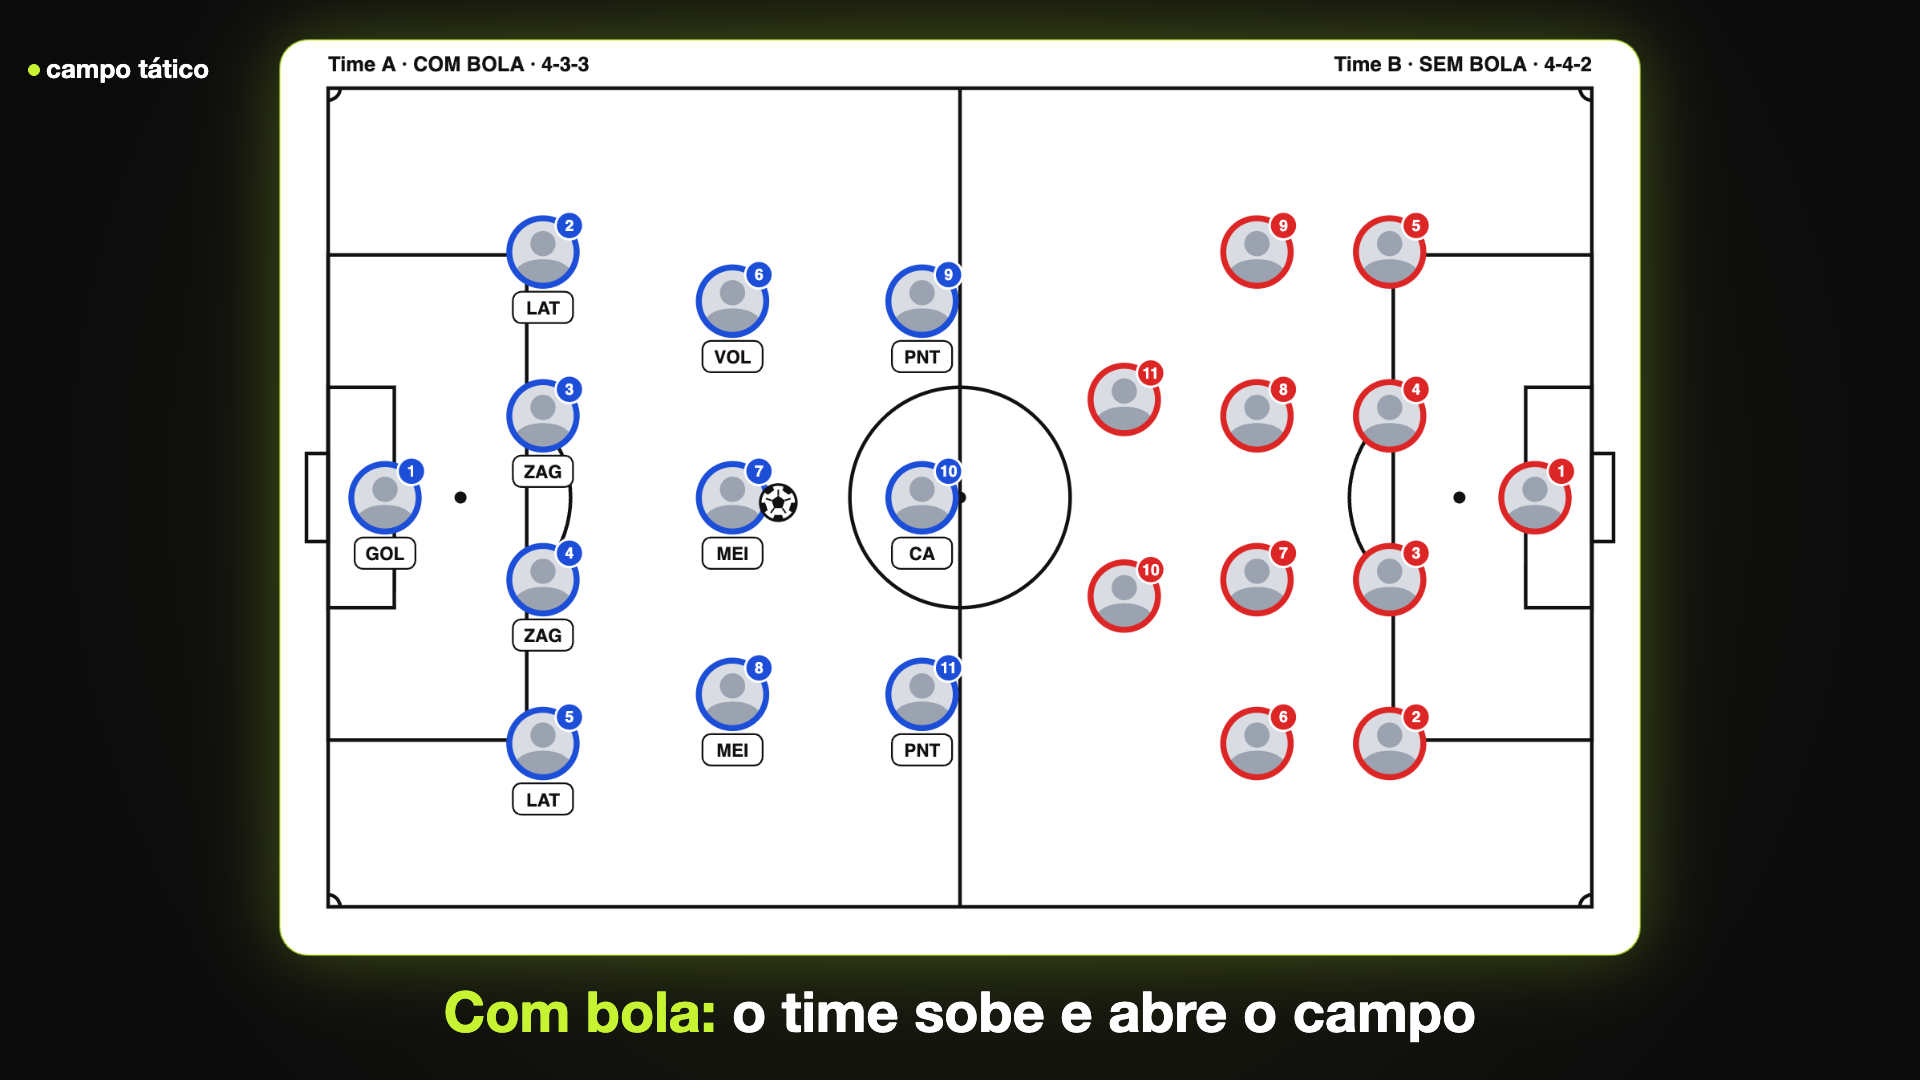 campo tático
Time A · COM BOLA · 4-3-3
Time B · SEM BOLA · 4-4-2
2
LAT
6
VOL
9
PNT
9
5
3
ZAG
11
8
4
1
GOL
7
MEI
10
CA
1
4
ZAG
10
7
3
8
MEI
11
PNT
5
LAT
6
2
Com bola: o time sobe e abre o campo